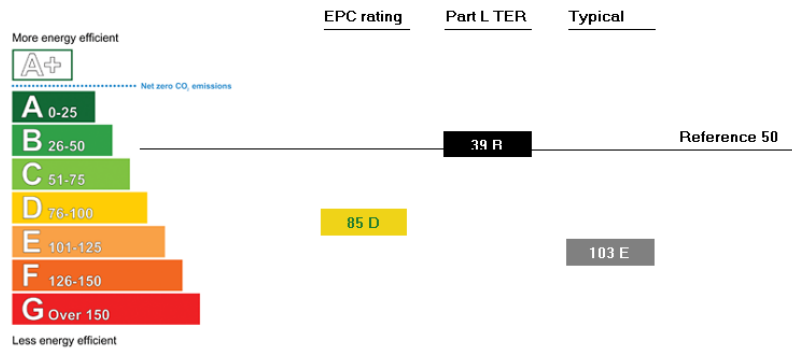 EPC rating Part L TER Typical
More energy efficient
A+
Net zero CO₂ emissions
A 0-25
B 26-50
39 B
Reference 50
C 51-75
D 76-100
85 D
E 101-125
103 E
F 126-150
G Over 150
Less energy efficient